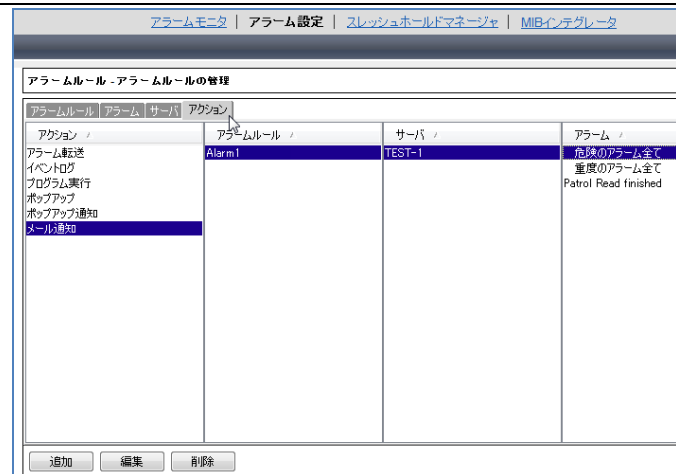 アラームモニタ | アラーム設定 | スレッシュホールドマネージャ | MIBインテグレータ
アラームルール - アラームルールの管理
アラームルール アラーム サーバ アクション
アクション / アラームルール / サーバ / アラーム /
アラーム転送 Alarm1 TEST-1 危険のアラーム全て
イベントログ 重度のアラーム全て
プログラム実行 Patrol Read finished
ポップアップ
ポップアップ通知
メール通知
追加 編集 削除